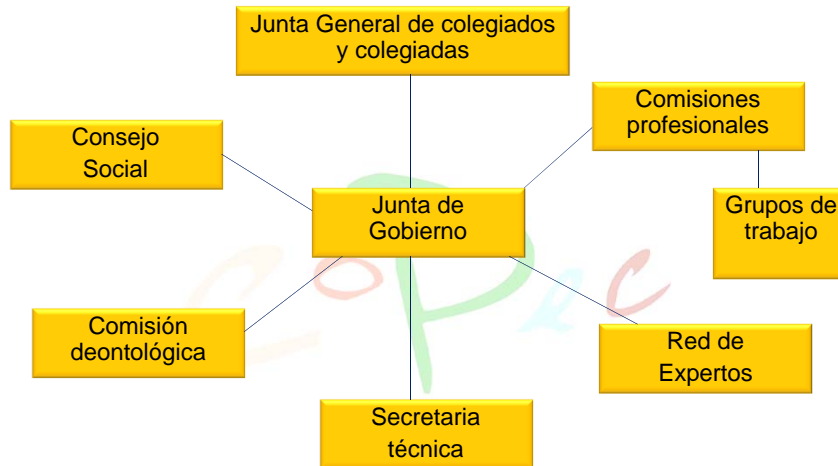 Junta General de colegiados
y colegiadas
Comisiones
profesionales
Consejo
Social
Junta de
Gobierno
Grupos de
trabajo
Comisión
deontológica
Red de
Expertos
Secretaria
técnica
CoPec